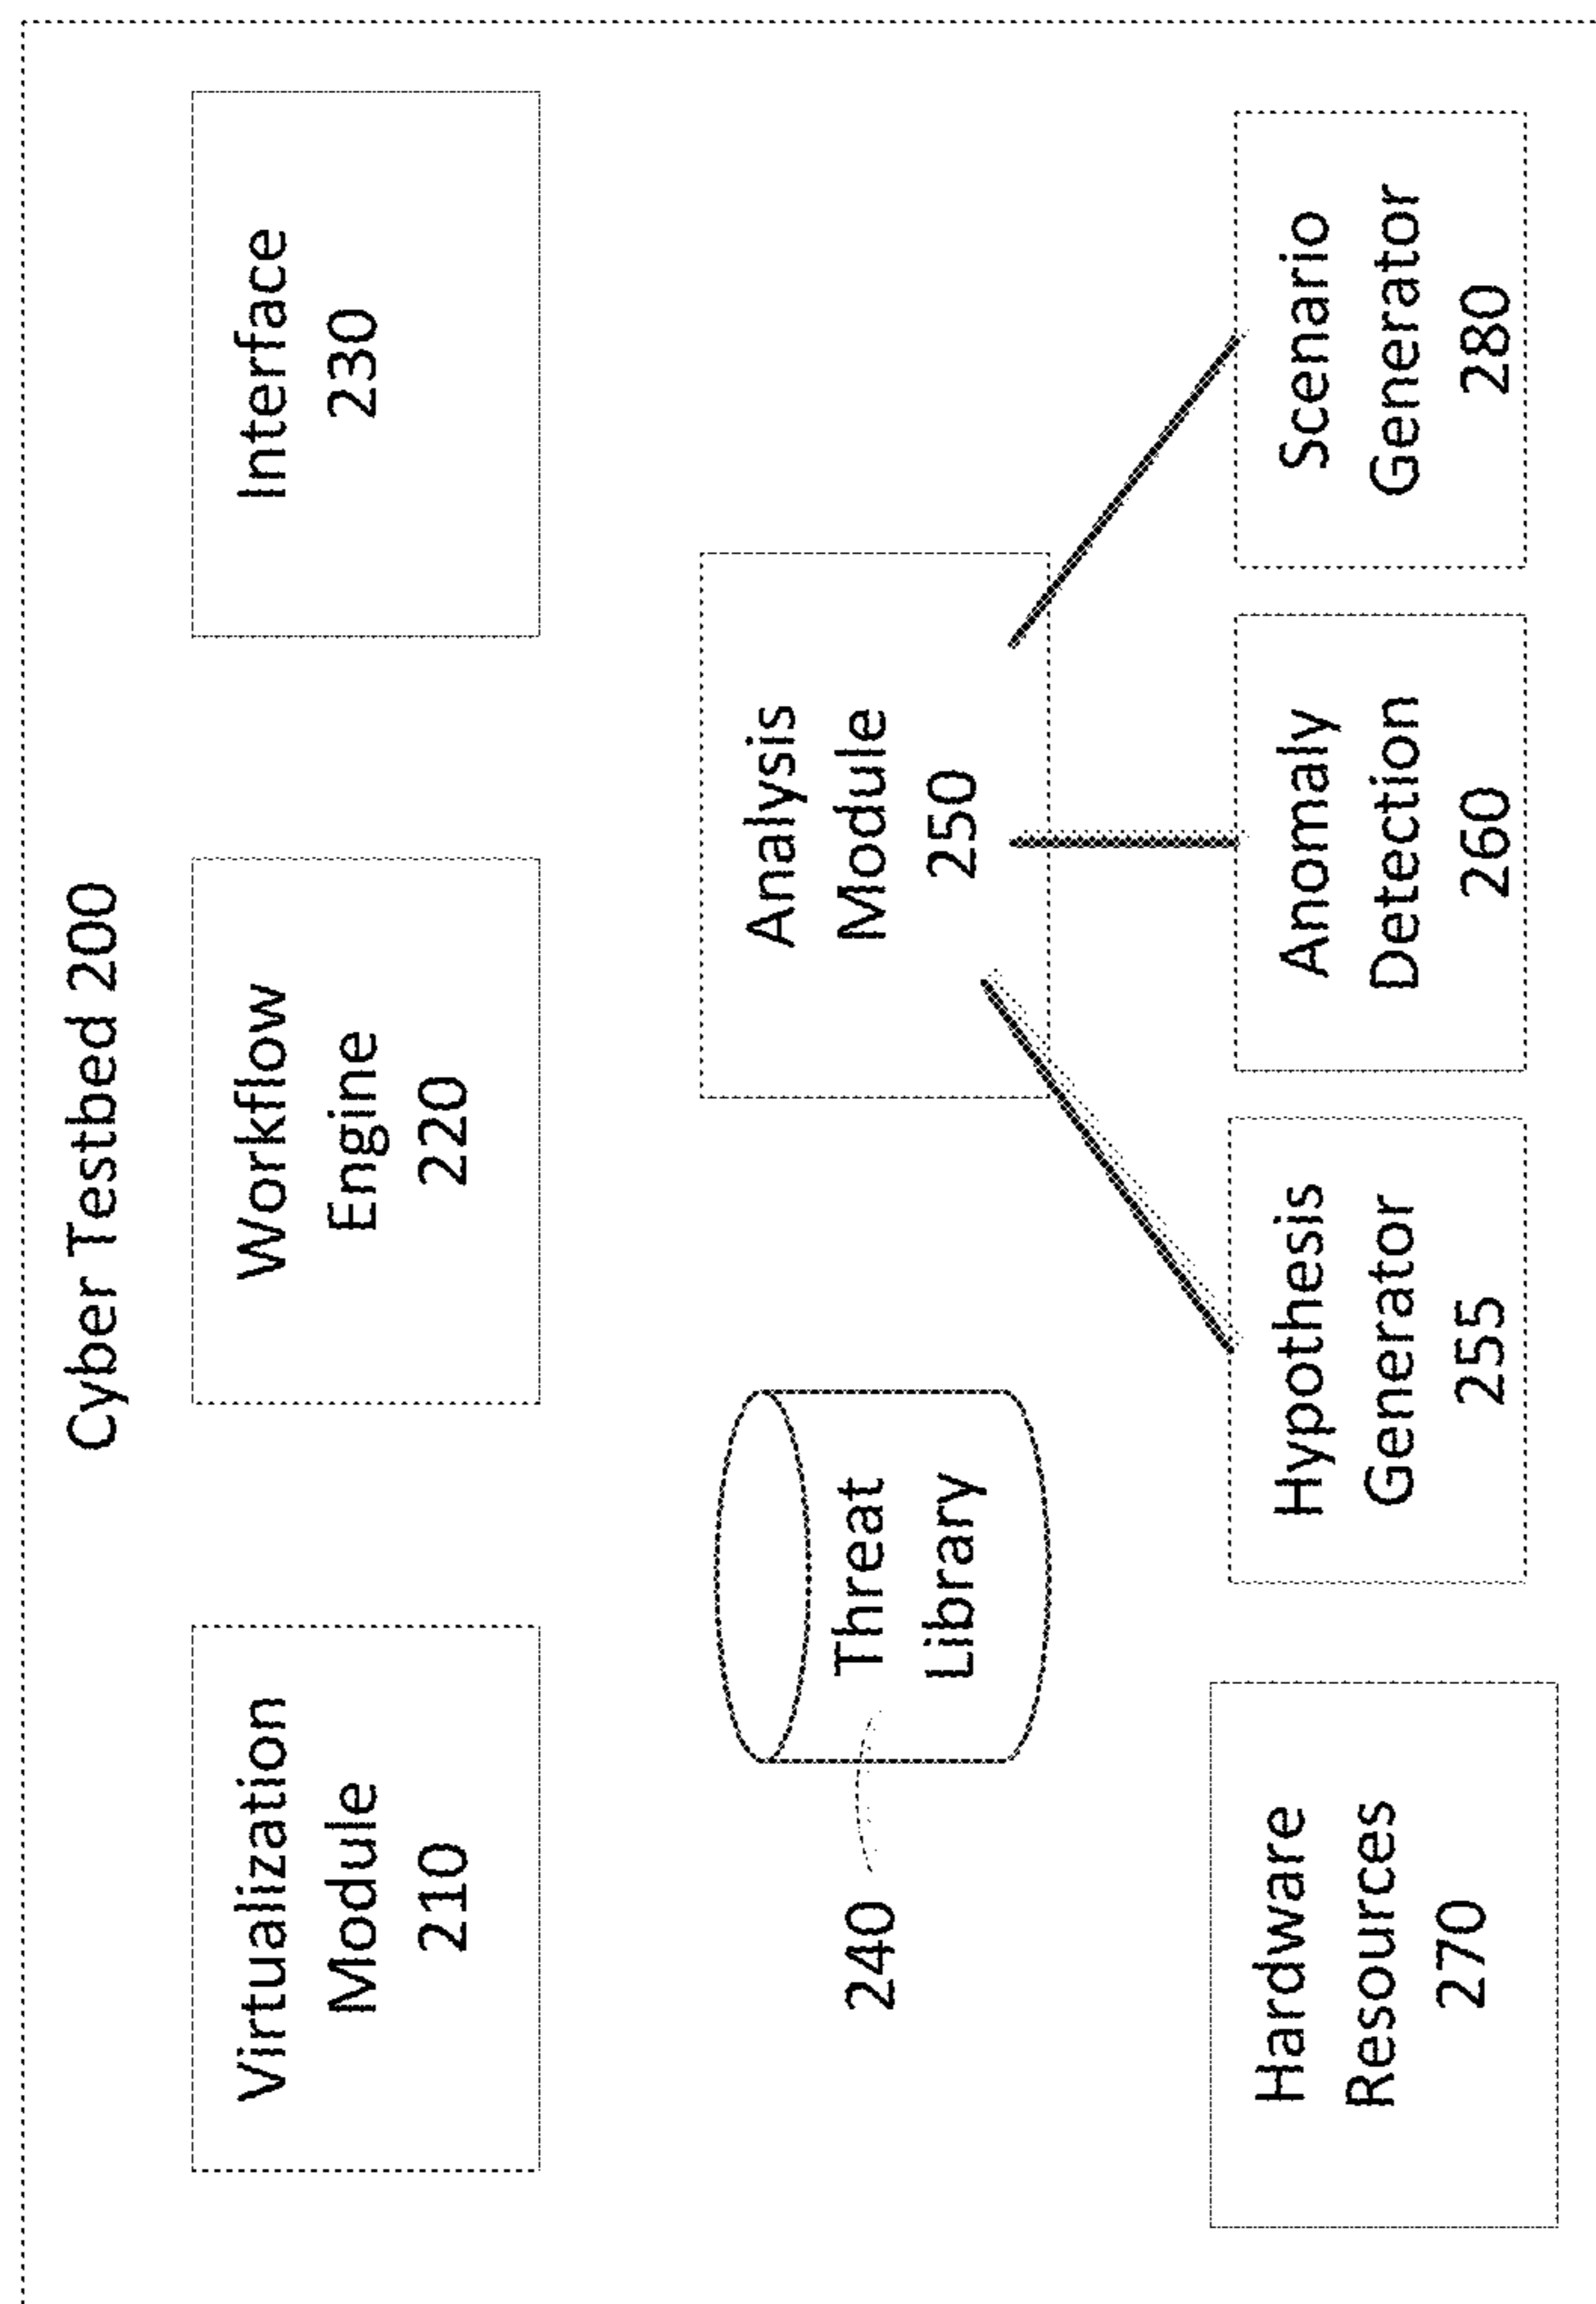 Cyber Testbed 200
Virtualization
Module
210
Workflow
Engine
220
Interface
230
240
Threat
Library
Analysis
Module
250
Hardware
Resources
270
Hypothesis
Generator
255
Anomaly
Detection
260
Scenario
Generator
280